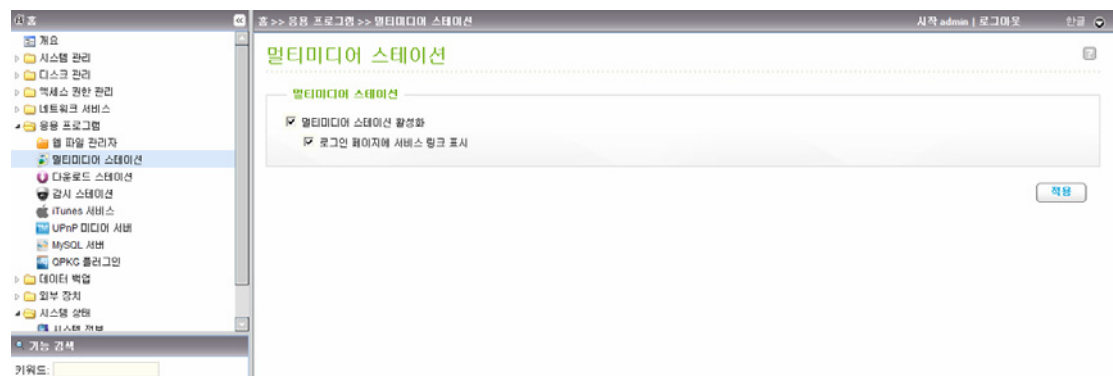 홈
홈 >> 응용 프로그램 >> 멀티미디어 스테이션
시작 admin | 로그아웃
한글
개요
시스템 관리
디스크 관리
액세스 권한 관리
네트워크 서비스
응용 프로그램
웹 파일 관리자
멀티미디어 스테이션
다운로드 스테이션
감시 스테이션
iTunes 서비스
UPnP 미디어 서버
MySQL 서버
QPKG 플러그인
데이터 백업
외부 장치
시스템 상태
시스템 정보
기능 검색
키워드:
멀티미디어 스테이션
멀티미디어 스테이션
멀티미디어 스테이션 활성화
로그인 페이지에 서비스 링크 표시
적용